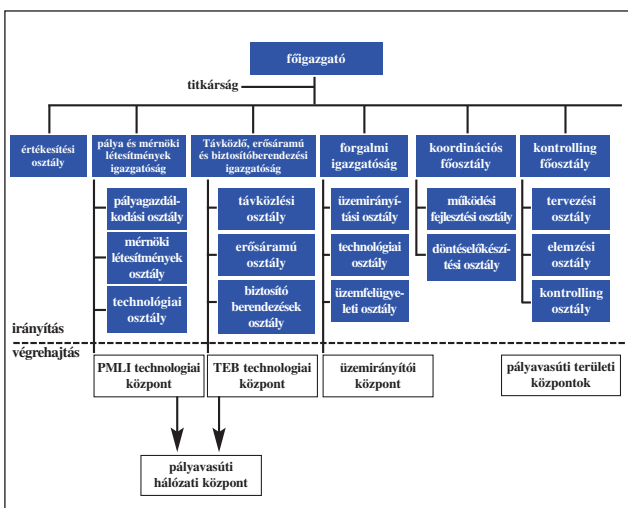 főigazgató
titkárság
értékesítési
osztály
pálya és mérnöki
létesítmények
igazgatóság
Távközlő, erősáramú
és biztosítóberendezési
igazgatóság
forgalmi
igazgatóság
koordinációs
főosztály
kontrolling
főosztály
pályagazdál-
kodási osztály
távközlési
osztály
üzemirányí-
tási osztály
működési
fejlesztési osztály
tervezési
osztály
mérnöki
létesítmények
osztály
erősáramú
osztály
technológiai
osztály
döntéselőkészí-
tési osztály
elemzési
osztály
technológiai
osztály
biztosító
berendezések
osztály
üzemfelügye-
leti osztály
kontrolling
osztály
irányítás
végrehajtás
PMLI technologiai
központ
TEB technologiai
központ
üzemirányítói
központ
pályavasúti területi
központok
pályavasúti
hálózati központ